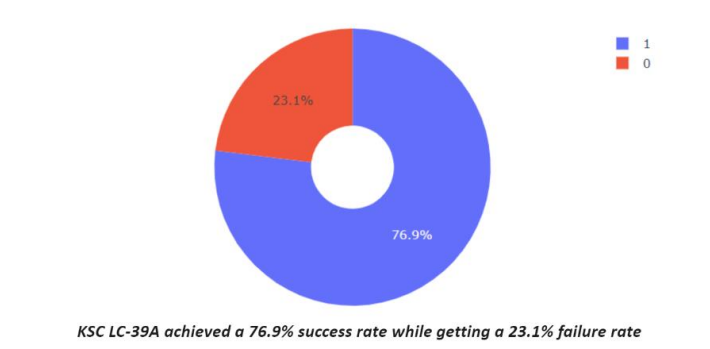 1
0
23.1%
76.9%
KSC LC-39A achieved a 76.9% success rate while getting a 23.1% failure rate